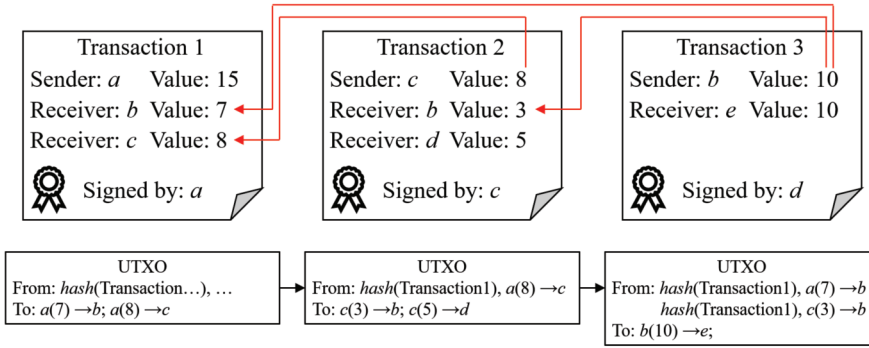 Transaction 1
Sender: a Value: 15
Receiver: b Value: 7
Receiver: c Value: 8
Signed by: a
Transaction 2
Sender: c Value: 8
Receiver: b Value: 3
Receiver: d Value: 5
Signed by: c
Transaction 3
Sender: b Value: 10
Receiver: e Value: 10
Signed by: d
UTXO
From: hash(Transaction…), …
To: a(7) →b; a(8) →c
UTXO
From: hash(Transaction1), a(8) →c
To: c(3) →b; c(5) →d
UTXO
From: hash(Transaction1), a(7) →b
hash(Transaction1), c(3) →b
To: b(10) →e;